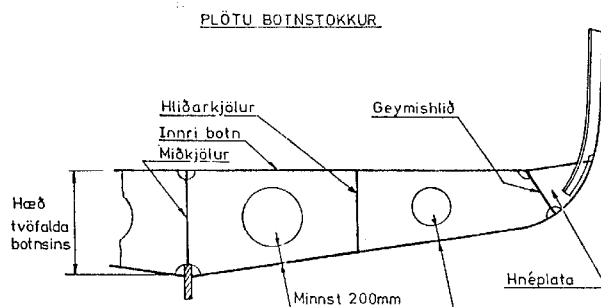 PLÖTU BOTNSTOKKUR
Hliðarkjölur
Innri botn
Miðkjölur
Geymishlið
Hæð
tvöfalda
botnsins
Hnéplata
Minnst 200mm